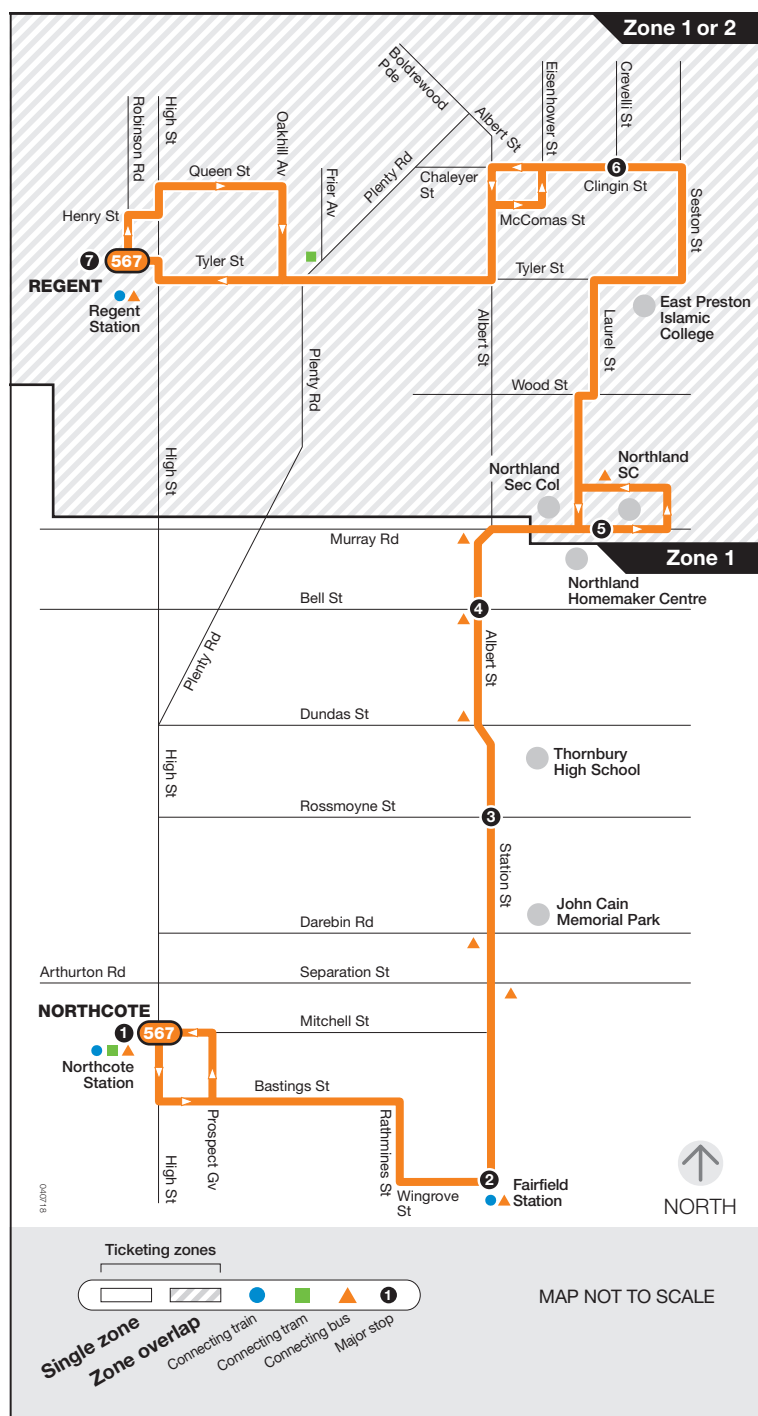 Zone 1 or 2
Boldrewood
Pde
Eisenhower St
Crevelli St
Robinson Rd
High St
Oakhill Av
Albert St
Queen St
Frier Av
Plenty Rd
Chaleyer
St
6
Clingin St
Seston St
Henry St
McComas St
7
567
REGENT
Tyler St
Tyler St
Regent
Station
East Preston
Islamic
College
Albert St
Laurel St
Plenty Rd
Wood St
High St
Northland
Sec Col
Northland
SC
Murray Rd
5
Zone 1
Northland
Homemaker Centre
Bell St
4
Plenty Rd
Albert St
Dundas St
High St
Thornbury
High School
Rossmoyne St
3
Station St
John Cain
Memorial Park
Darebin Rd
Arthurton Rd
Separation St
NORTHCOTE
1
567
Mitchell St
Northcote
Station
Bastings St
Prospect Gv
Rathmines St
High St
Wingrove
St
2
Fairfield
Station
NORTH
040718
Ticketing zones
1
Single zone
Zone overlap
Connecting train
Connecting tram
Connecting bus
Major stop
MAP NOT TO SCALE